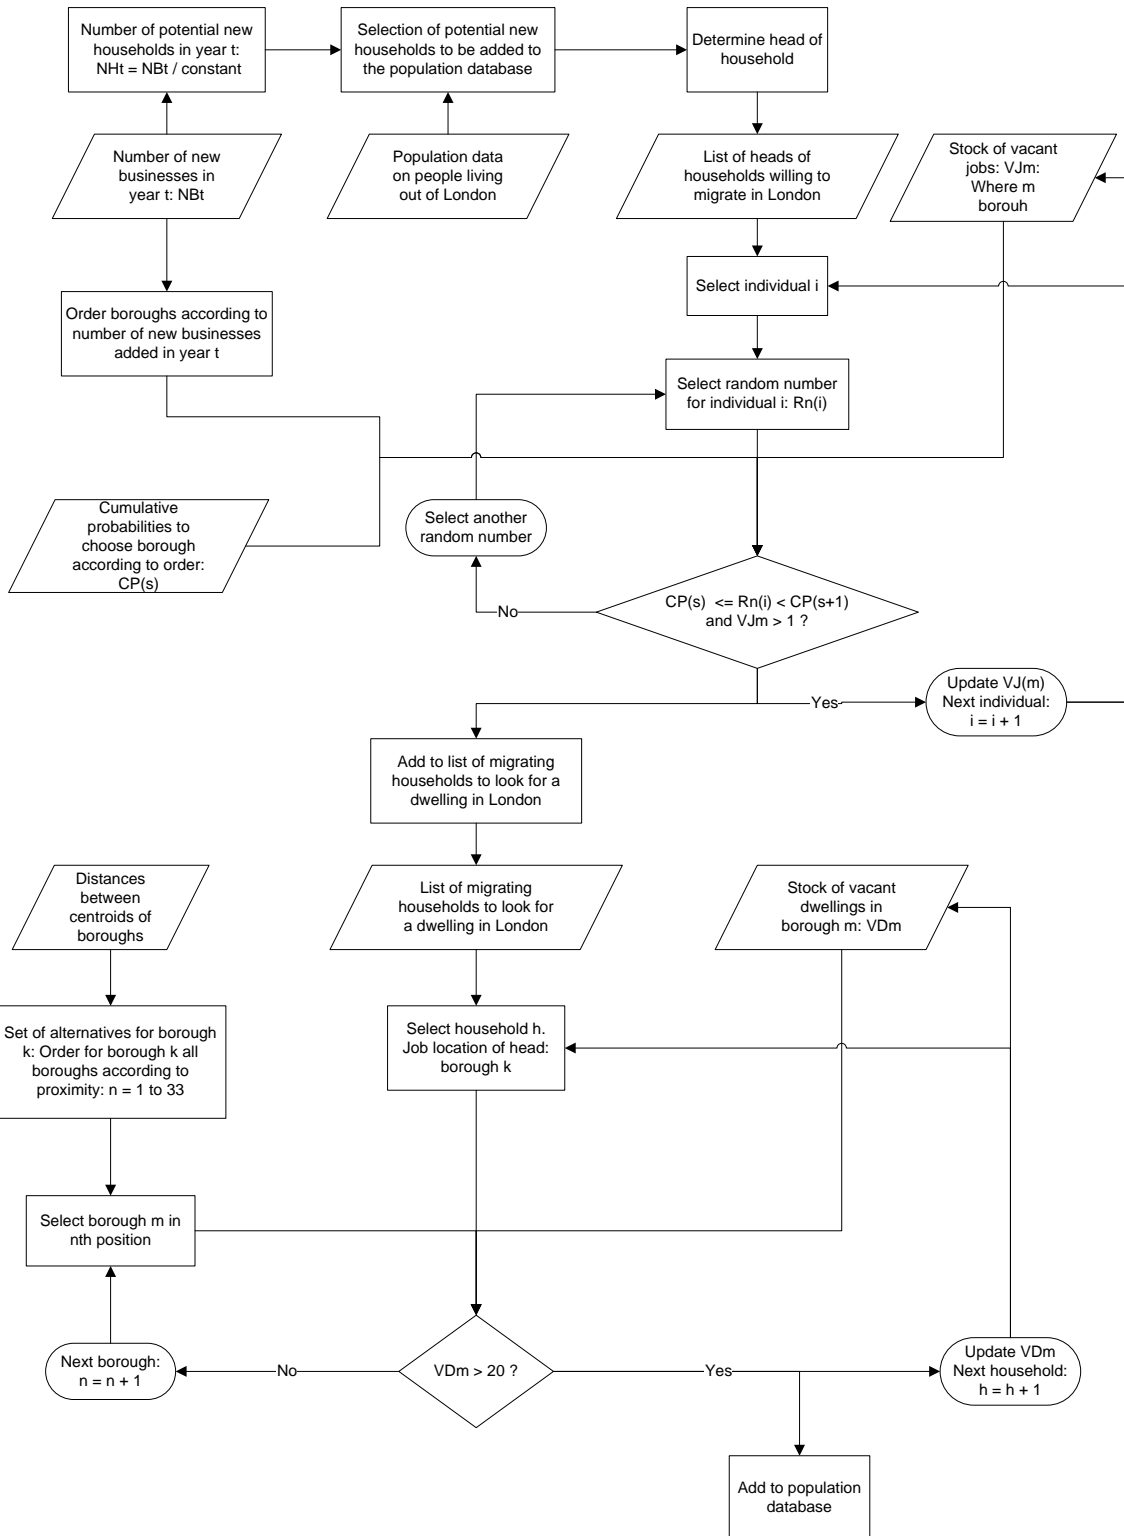 Number of potential new
households in year t:
NHt = NBt / constant
Selection of potential new
households to be added to
the population database
Determine head of
household
Number of new
businesses in
year t: NBt
Population data
on people living
out of London
List of heads of
households willing to
migrate in London
Stock of vacant
jobs: VJm:
Where m
borouh
Select individual i
Order boroughs according to
number of new businesses
added in year t
Select random number
for individual i: Rn(i)
Cumulative
probabilities to
choose borough
according to order:
CP(s)
Select another
random number
CP(s) <= Rn(i) < CP(s+1)
and VJm > 1 ?
No
Yes
Update VJ(m)
Next individual:
i = i + 1
Add to list of migrating
households to look for a
dwelling in London
Distances
between
centroids of
boroughs
List of migrating
households to look for
a dwelling in London
Stock of vacant
dwellings in
borough m: VDm
Set of alternatives for borough
k: Order for borough k all
boroughs according to
proximity: n = 1 to 33
Select household h.
Job location of head:
borough k
Select borough m in
nth position
Next borough:
n = n + 1
No
VDm > 20 ?
Yes
Update VDm
Next household:
h = h + 1
Add to population
database